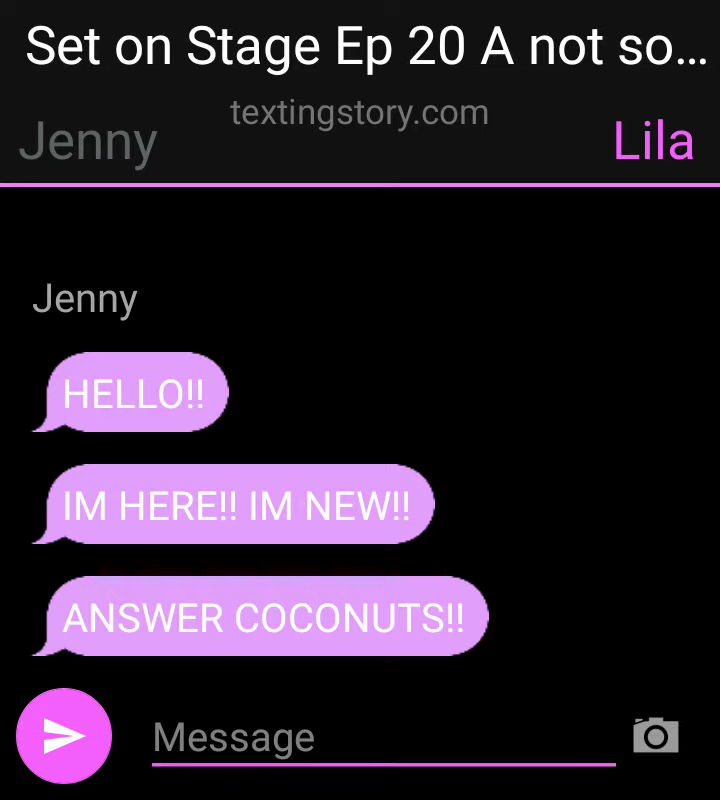 Set on Stage Ep 20 A not so…
textingstory.com
Jenny
Lila
Jenny
HELLO!!
IM HERE!! IM NEW!!
ANSWER COCONUTS!!
Message